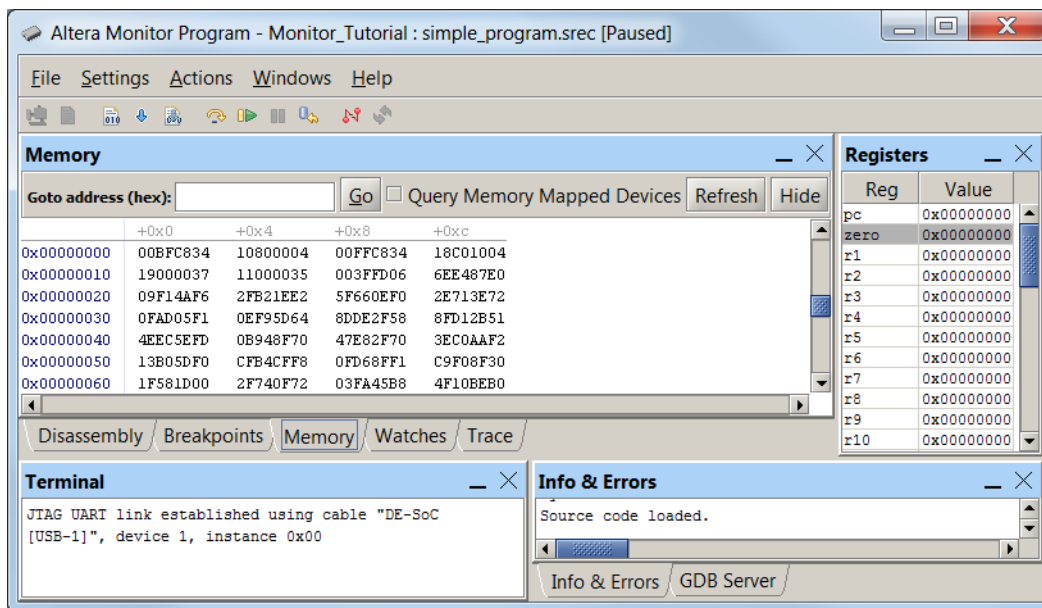 Altera Monitor Program - Monitor_Tutorial : simple_program.srec [Paused]
File Settings Actions Windows Help
Memory
Goto address (hex): Go Query Memory Mapped Devices Refresh Hide
+0x0 +0x4 +0x8 +0xc
0x00000000 00BFC834 10800004 00FFC834 18C01004
0x00000010 19000037 11000035 003FFD06 6EE487E0
0x00000020 09F14AF6 2FB21EE2 5F660EF0 2E713E72
0x00000030 0FAD05F1 0EF95D64 8DDE2F58 8FD12B51
0x00000040 4EEC5EFD 0B948F70 47E82F70 3EC0AAF2
0x00000050 13B05DF0 CFB4CFF8 0FD68FF1 C9F08F30
0x00000060 1F581D00 2F740F72 03FA45B8 4F10BEB0
Disassembly Breakpoints Memory Watches Trace
Registers
Reg Value
pc 0x00000000
zero 0x00000000
r1 0x00000000
r2 0x00000000
r3 0x00000000
r4 0x00000000
r5 0x00000000
r6 0x00000000
r7 0x00000000
r8 0x00000000
r9 0x00000000
r10 0x00000000
Terminal
JTAG UART link established using cable "DE-SoC
[USB-1]", device 1, instance 0x00
Info & Errors
Source code loaded.
Info & Errors GDB Server